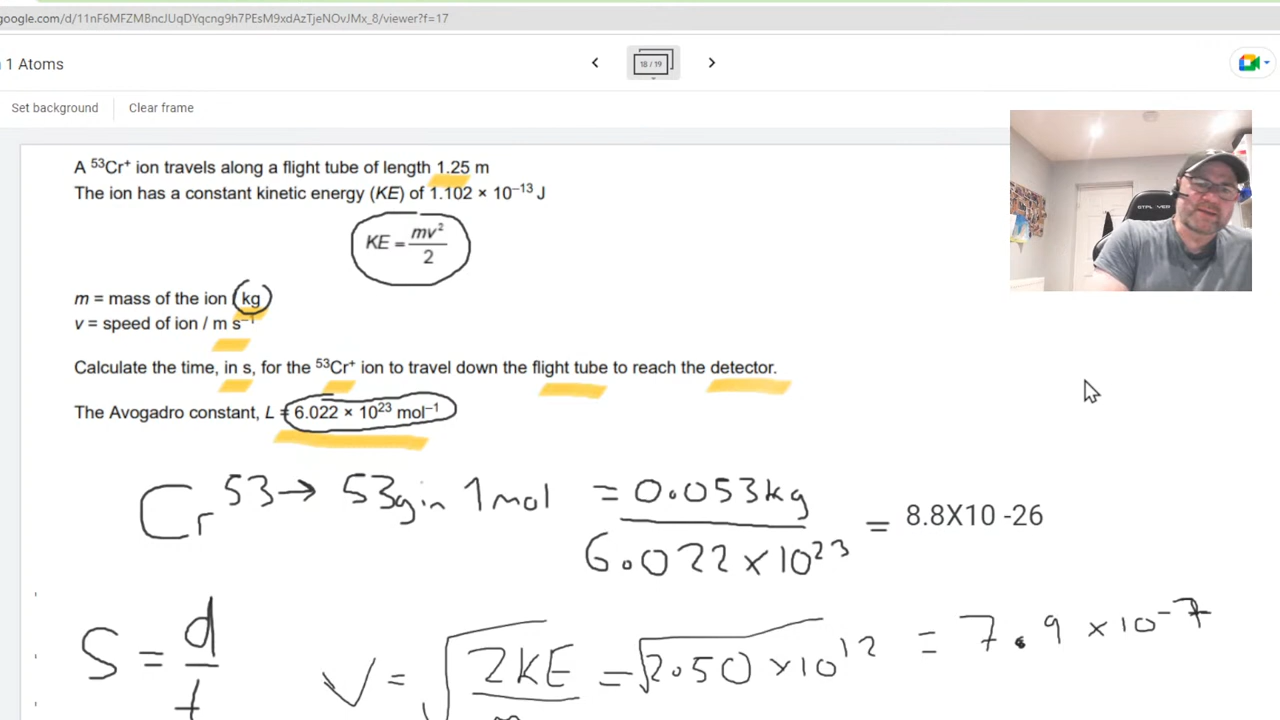 google.com/d/11nF6MFZMBncJUqDYqcng9h7PEsM9xdAzTjeNOvJMx_8/viewer?f=17
1 Atoms
18 / 19
Set background
Clear frame
A ⁵³Cr⁺ ion travels along a flight tube of length 1.25 m
The ion has a constant kinetic energy (KE) of 1.102 × 10⁻¹³ J
KE = mv²/2
m = mass of the ion (kg)
v = speed of ion / m s⁻¹
Calculate the time, in s, for the ⁵³Cr⁺ ion to travel down the flight tube to reach the detector.
The Avogadro constant, L = 6.022 × 10²³ mol⁻¹
Cr 53 → 53g in 1 mol = 0.053kg / 6.022 × 10²³ = 8.8X10 -26
S = d/t
V = √2KE = √2.50 × 10¹² = 7.9 × 10⁻⁷